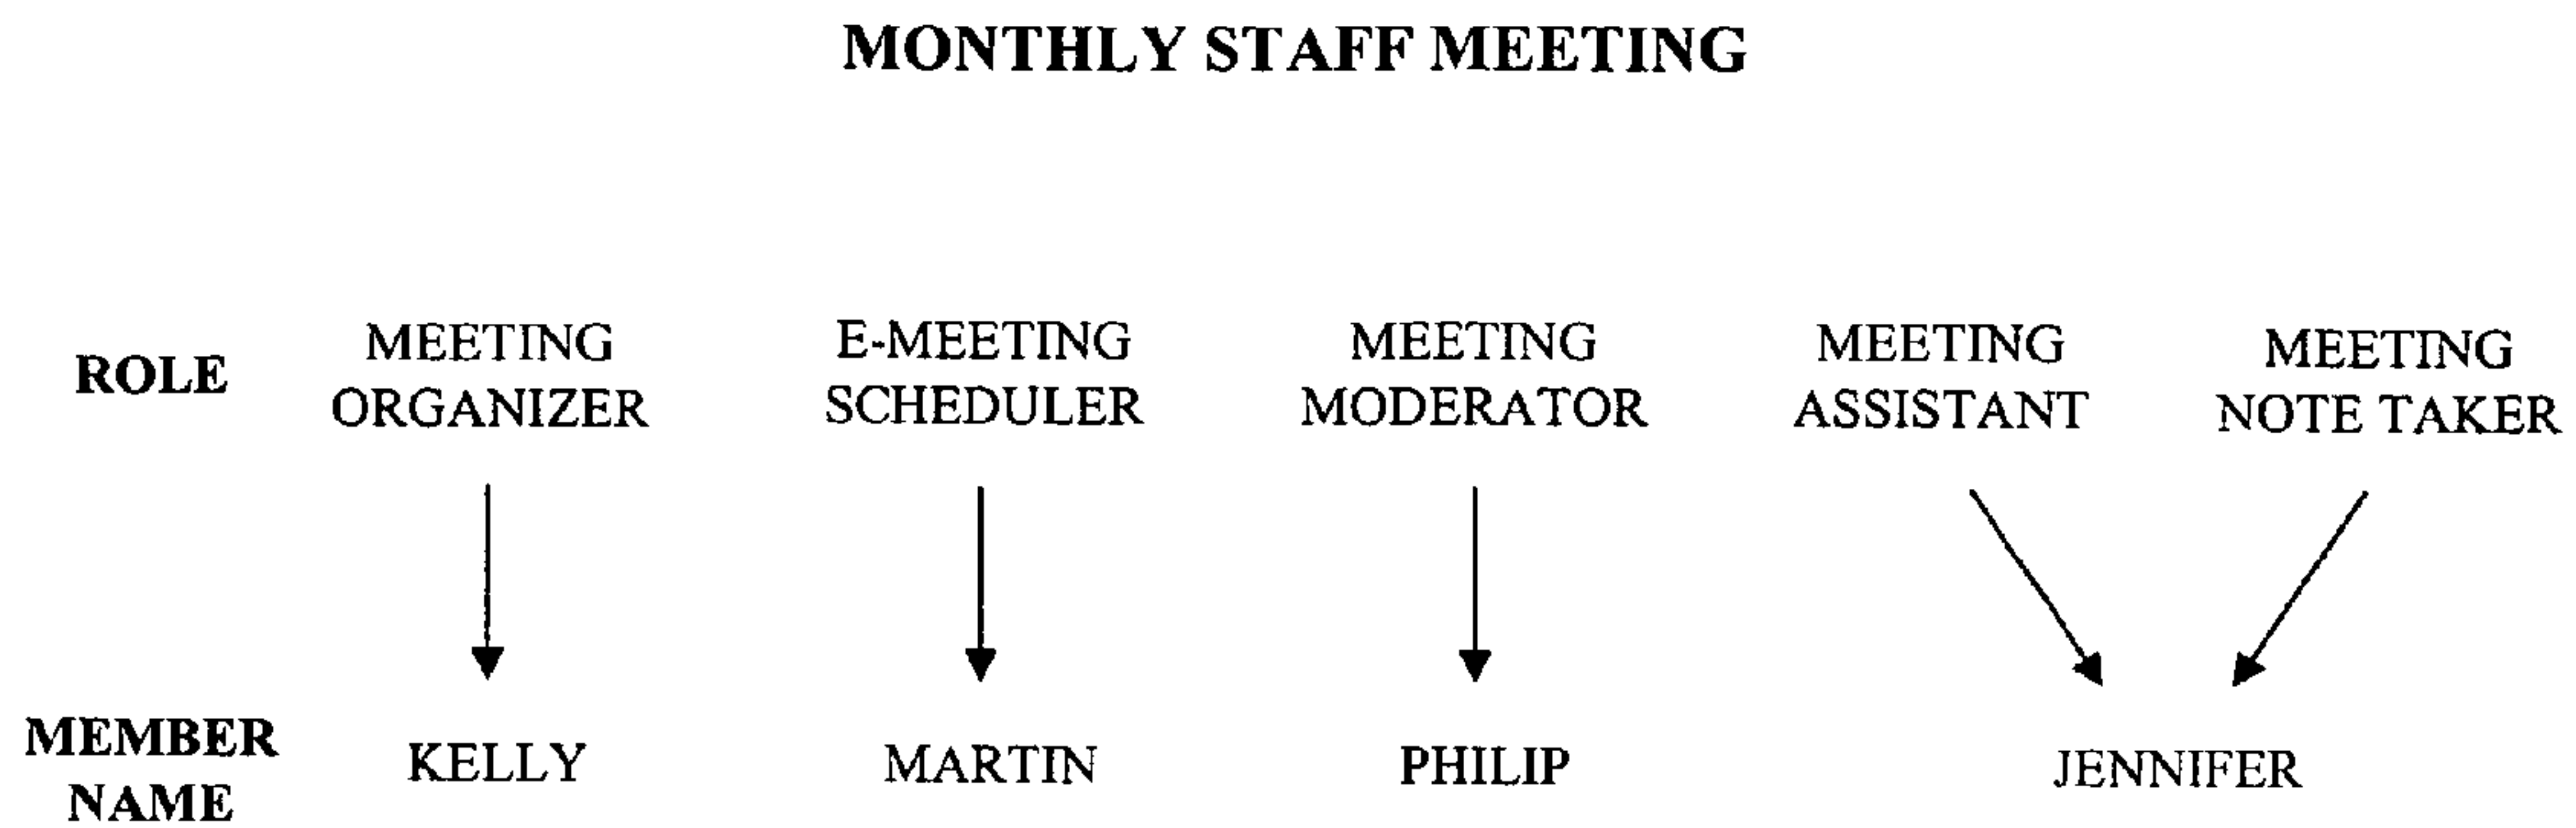 MONTHLY STAFF MEETING
ROLE
MEETING
ORGANIZER
E-MEETING
SCHEDULER
MEETING
MODERATOR
MEETING
ASSISTANT
MEETING
NOTE TAKER
MEMBER
NAME
KELLY
MARTIN
PHILIP
JENNIFER